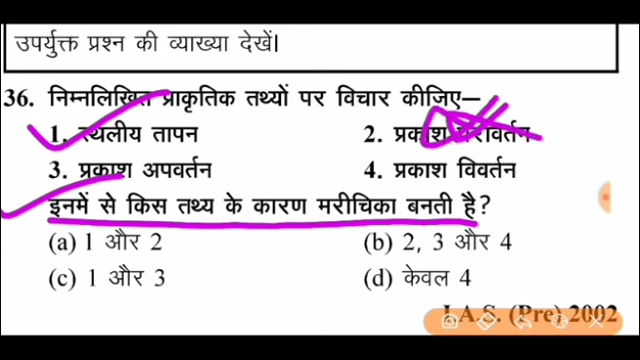 उपर्युक्त प्रश्न की व्याख्या देखें।
36. निम्नलिखित प्राकृतिक तथ्यों पर विचार कीजिए–
1. स्थलीय तापन 2. प्रकाश परावर्तन
3. प्रकाश अपवर्तन 4. प्रकाश विवर्तन
इनमें से किस तथ्य के कारण मरीचिका बनती है?
(a) 1 और 2 (b) 2, 3 और 4
(c) 1 और 3 (d) केवल 4
I.A.S. (Pre) 2002